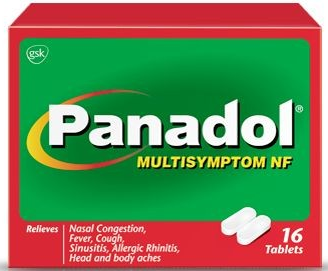 gsk
Panadol®
MULTISYMPTOM NF
Relieves
Nasal Congestion,
Fever, Cough,
Sinusitis, Allergic Rhinitis,
Head and body aches
16
Tablets